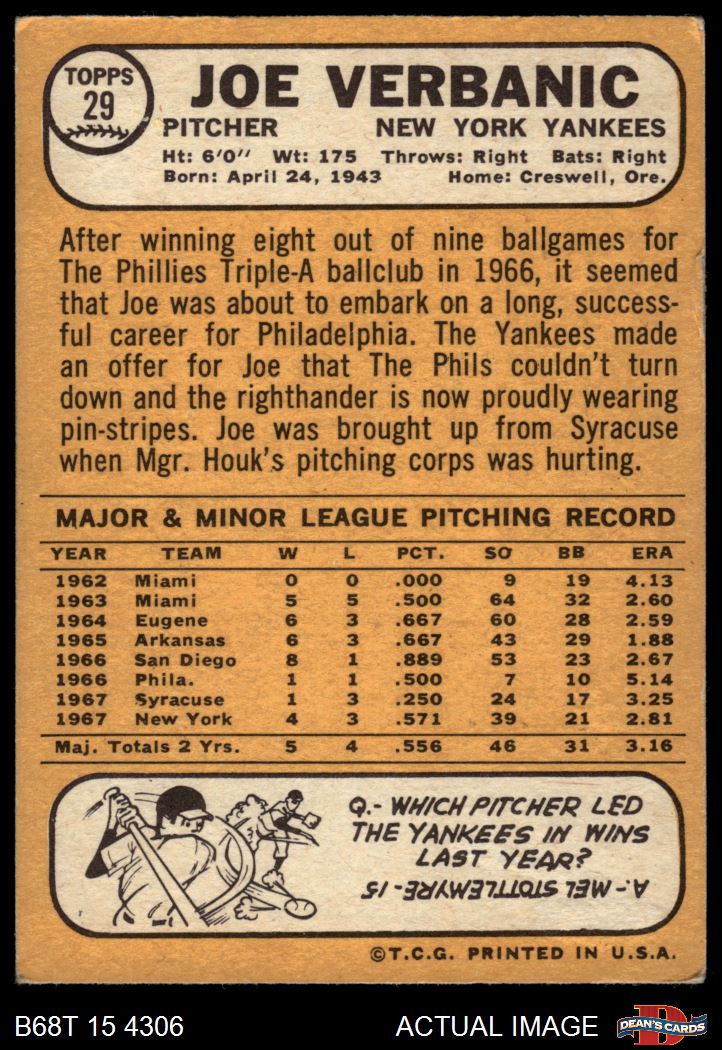 TOPPS
29
JOE VERBANIC
PITCHER NEW YORK YANKEES
Ht: 6'0" Wt: 175 Throws: Right Bats: Right
Born: April 24, 1943 Home: Creswell, Ore.
After winning eight out of nine ballgames for
The Phillies Triple-A ballclub in 1966, it seemed
that Joe was about to embark on a long, success-
ful career for Philadelphia. The Yankees made
an offer for Joe that The Phils couldn't turn
down and the righthander is now proudly wearing
pin-stripes. Joe was brought up from Syracuse
when Mgr. Houk's pitching corps was hurting.
MAJOR & MINOR LEAGUE PITCHING RECORD
YEAR TEAM W L PCT. SO BB ERA
1962 Miami 0 0 .000 9 19 4.13
1963 Miami 5 5 .500 64 32 2.60
1964 Eugene 6 3 .667 60 28 2.59
1965 Arkansas 6 3 .667 43 29 1.88
1966 San Diego 8 1 .889 53 23 2.67
1966 Phila. 1 1 .500 7 10 5.14
1967 Syracuse 1 3 .250 24 17 3.25
1967 New York 4 3 .571 39 21 2.81
Maj. Totals 2 Yrs. 5 4 .556 46 31 3.16
Q.- WHICH PITCHER LED
THE YANKEES IN WINS
LAST YEAR?
A.- MEL STOTTLEMYRE - 15
©T.C.G. PRINTED IN U.S.A.
B68T 15 4306 ACTUAL IMAGE D DEAN'S CARDS